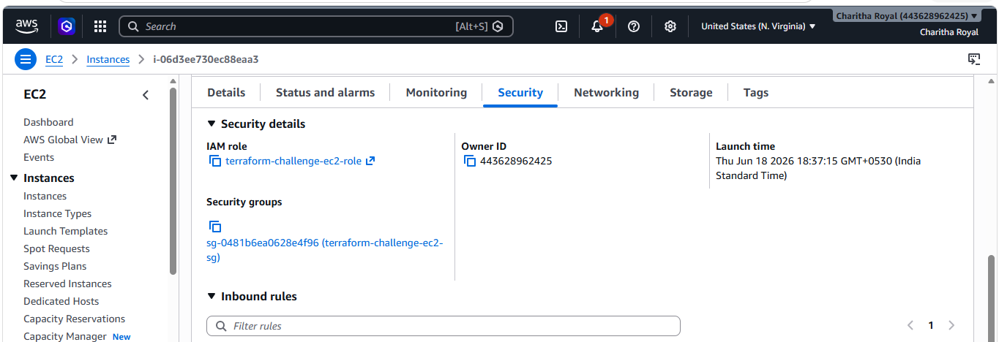 aws
Search
[Alt+S]
1
United States (N. Virginia)
Charitha Royal (443628962425)
Charitha Royal
EC2
Instances
i-06d3ee730ec88eaa3
EC2
Dashboard
AWS Global View
Events
Instances
Instances
Instance Types
Launch Templates
Spot Requests
Savings Plans
Reserved Instances
Dedicated Hosts
Capacity Reservations
Capacity Manager New
Details
Status and alarms
Monitoring
Security
Networking
Storage
Tags
Security details
IAM role
terraform-challenge-ec2-role
Owner ID
443628962425
Launch time
Thu Jun 18 2026 18:37:15 GMT+0530 (India
Standard Time)
Security groups
sg-0481b6ea0628e4f96 (terraform-challenge-ec2-
sg)
Inbound rules
Filter rules
1